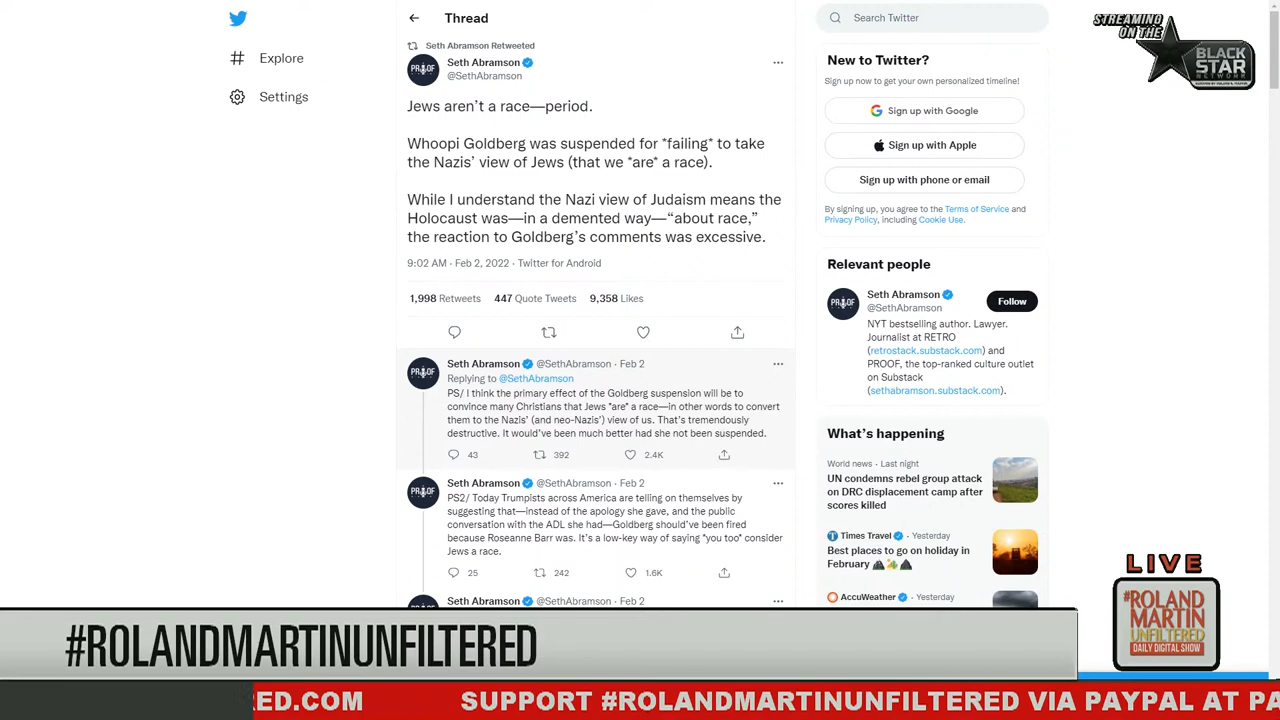 Thread
Search Twitter
STREAMING
ON THE
BLACK
STAR
NETWORK
Explore
Settings
Seth Abramson Retweeted
Seth Abramson
@SethAbramson
Jews aren't a race—period.
Whoopi Goldberg was suspended for *failing* to take
the Nazis' view of Jews (that we *are* a race).
While I understand the Nazi view of Judaism means the
Holocaust was—in a demented way—“about race,”
the reaction to Goldberg's comments was excessive.
9:02 AM · Feb 2, 2022 · Twitter for Android
1,998 Retweets 447 Quote Tweets 9,358 Likes
Seth Abramson @SethAbramson · Feb 2
Replying to @SethAbramson
PS/ I think the primary effect of the Goldberg suspension will be to
convince many Christians that Jews *are* a race—in other words to convert
them to the Nazis' (and neo-Nazis') view of us. That's tremendously
destructive. It would've been much better had she not been suspended.
43 392 2.4K
Seth Abramson @SethAbramson · Feb 2
PS2/ Today Trumpists across America are telling on themselves by
suggesting that—instead of the apology she gave, and the public
conversation with the ADL she had—Goldberg should've been fired
because Roseanne Barr was. It's a low-key way of saying *you too* consider
Jews a race.
25 242 1.6K
Seth Abramson @SethAbramson · Feb 2
New to Twitter?
Sign up now to get your own personalized timeline!
Sign up with Google
Sign up with Apple
Sign up with phone or email
By signing up, you agree to the Terms of Service and
Privacy Policy, including Cookie Use.
Relevant people
Seth Abramson
@SethAbramson
Follow
NYT bestselling author. Lawyer.
Journalist at RETRO
(retrostack.substack.com) and
PROOF, the top-ranked culture outlet
on Substack
(sethabramson.substack.com).
What's happening
World news · Last night
UN condemns rebel group attack
on DRC displacement camp after
scores killed
Times Travel · Yesterday
Best places to go on holiday in
February
AccuWeather · Yesterday
LIVE
#ROLAND
MARTIN
UNFILTERED
DAILY DIGITAL SHOW
#ROLANDMARTINUNFILTERED
ED.COM SUPPORT #ROLANDMARTINUNFILTERED VIA PAYPAL AT PA